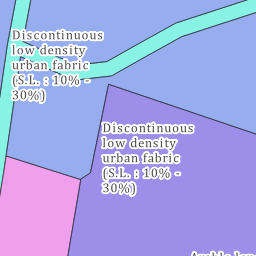 Discontinuous
low density
urban fabric
(S.L. : 10% -
30%)
Discontinuous
low density
urban fabric
(S.L. : 10% -
30%)